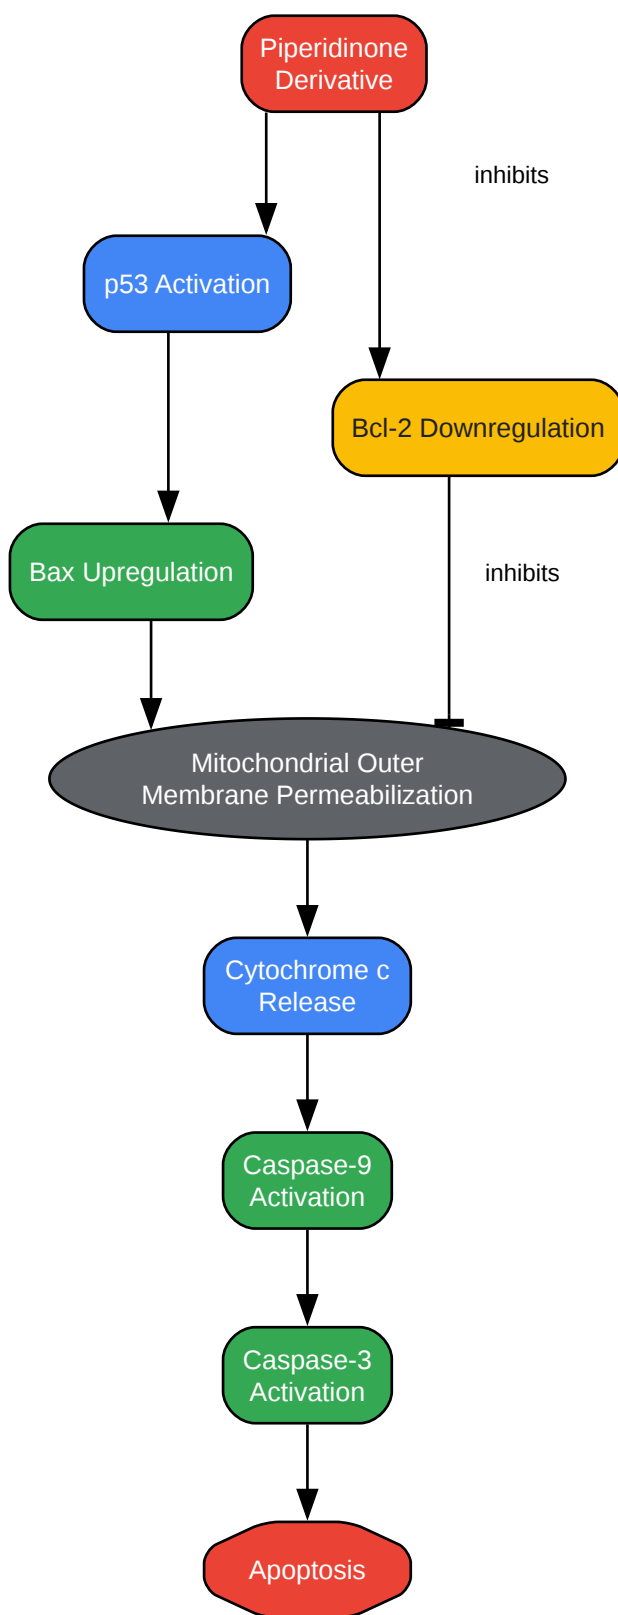 Piperidinone
Derivative
inhibits
p53 Activation
Bcl-2 Downregulation
Bax Upregulation
inhibits
Mitochondrial Outer
Membrane Permeabilization
Cytochrome c
Release
Caspase-9
Activation
Caspase-3
Activation
Apoptosis